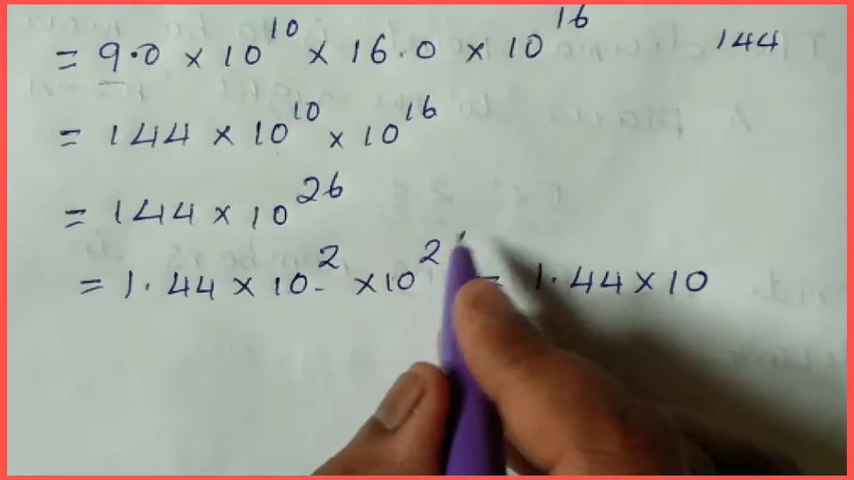 = 9.0 × 10^10 × 16.0 × 10^16 144
= 144 × 10^10 × 10^16
= 144 × 10^26
= 1.44 × 10^2 × 10^2 = 1.44 × 10